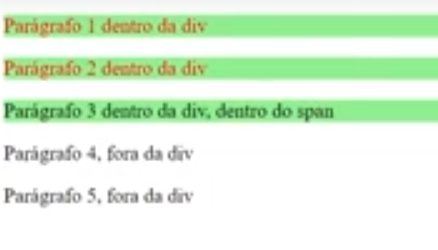 Parágrafo 1 dentro da div
Parágrafo 2 dentro da div
Parágrafo 3 dentro da div, dentro do span
Parágrafo 4, fora da div
Parágrafo 5, fora da div